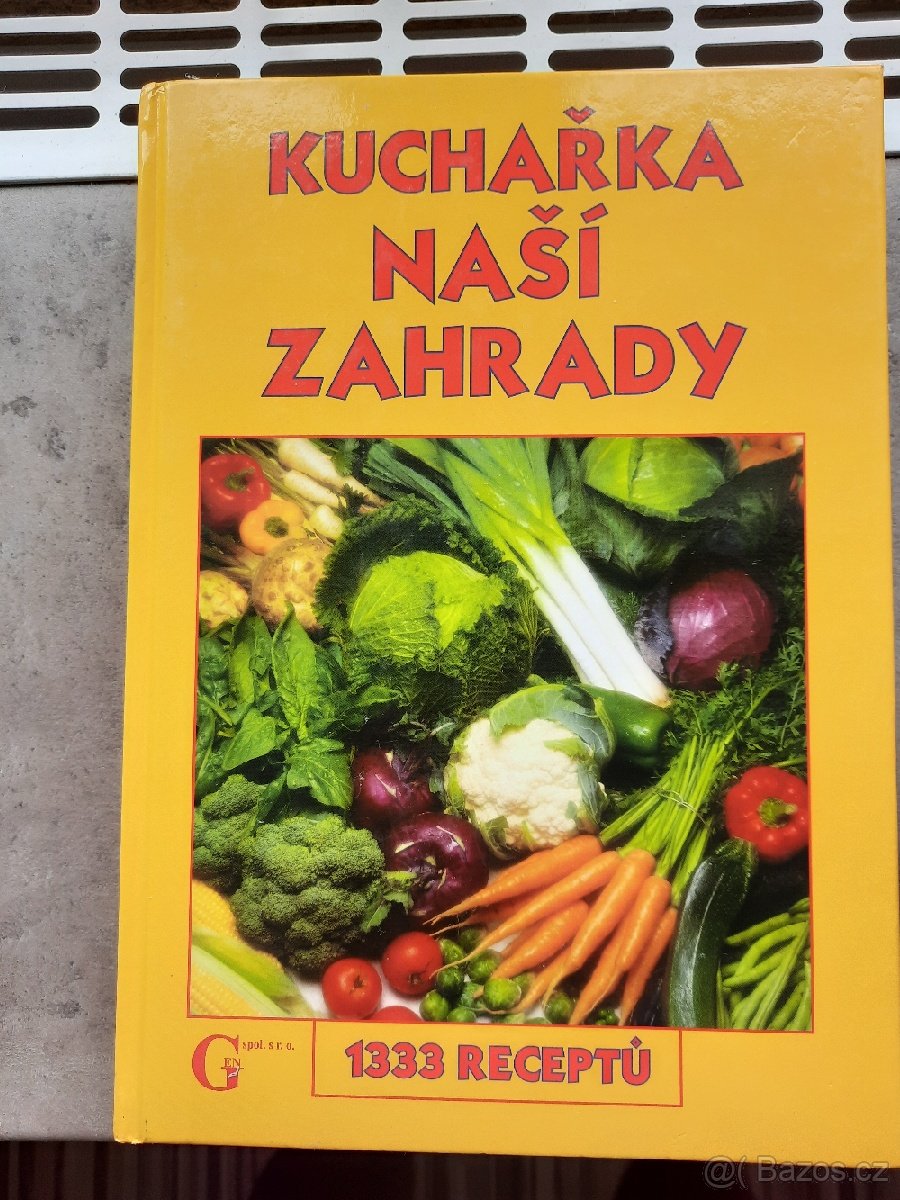 KUCHAŘKA
NAŠÍ
ZAHRADY
GEN spol. s r. o.
1333 RECEPTŮ
@( Bazos.cz